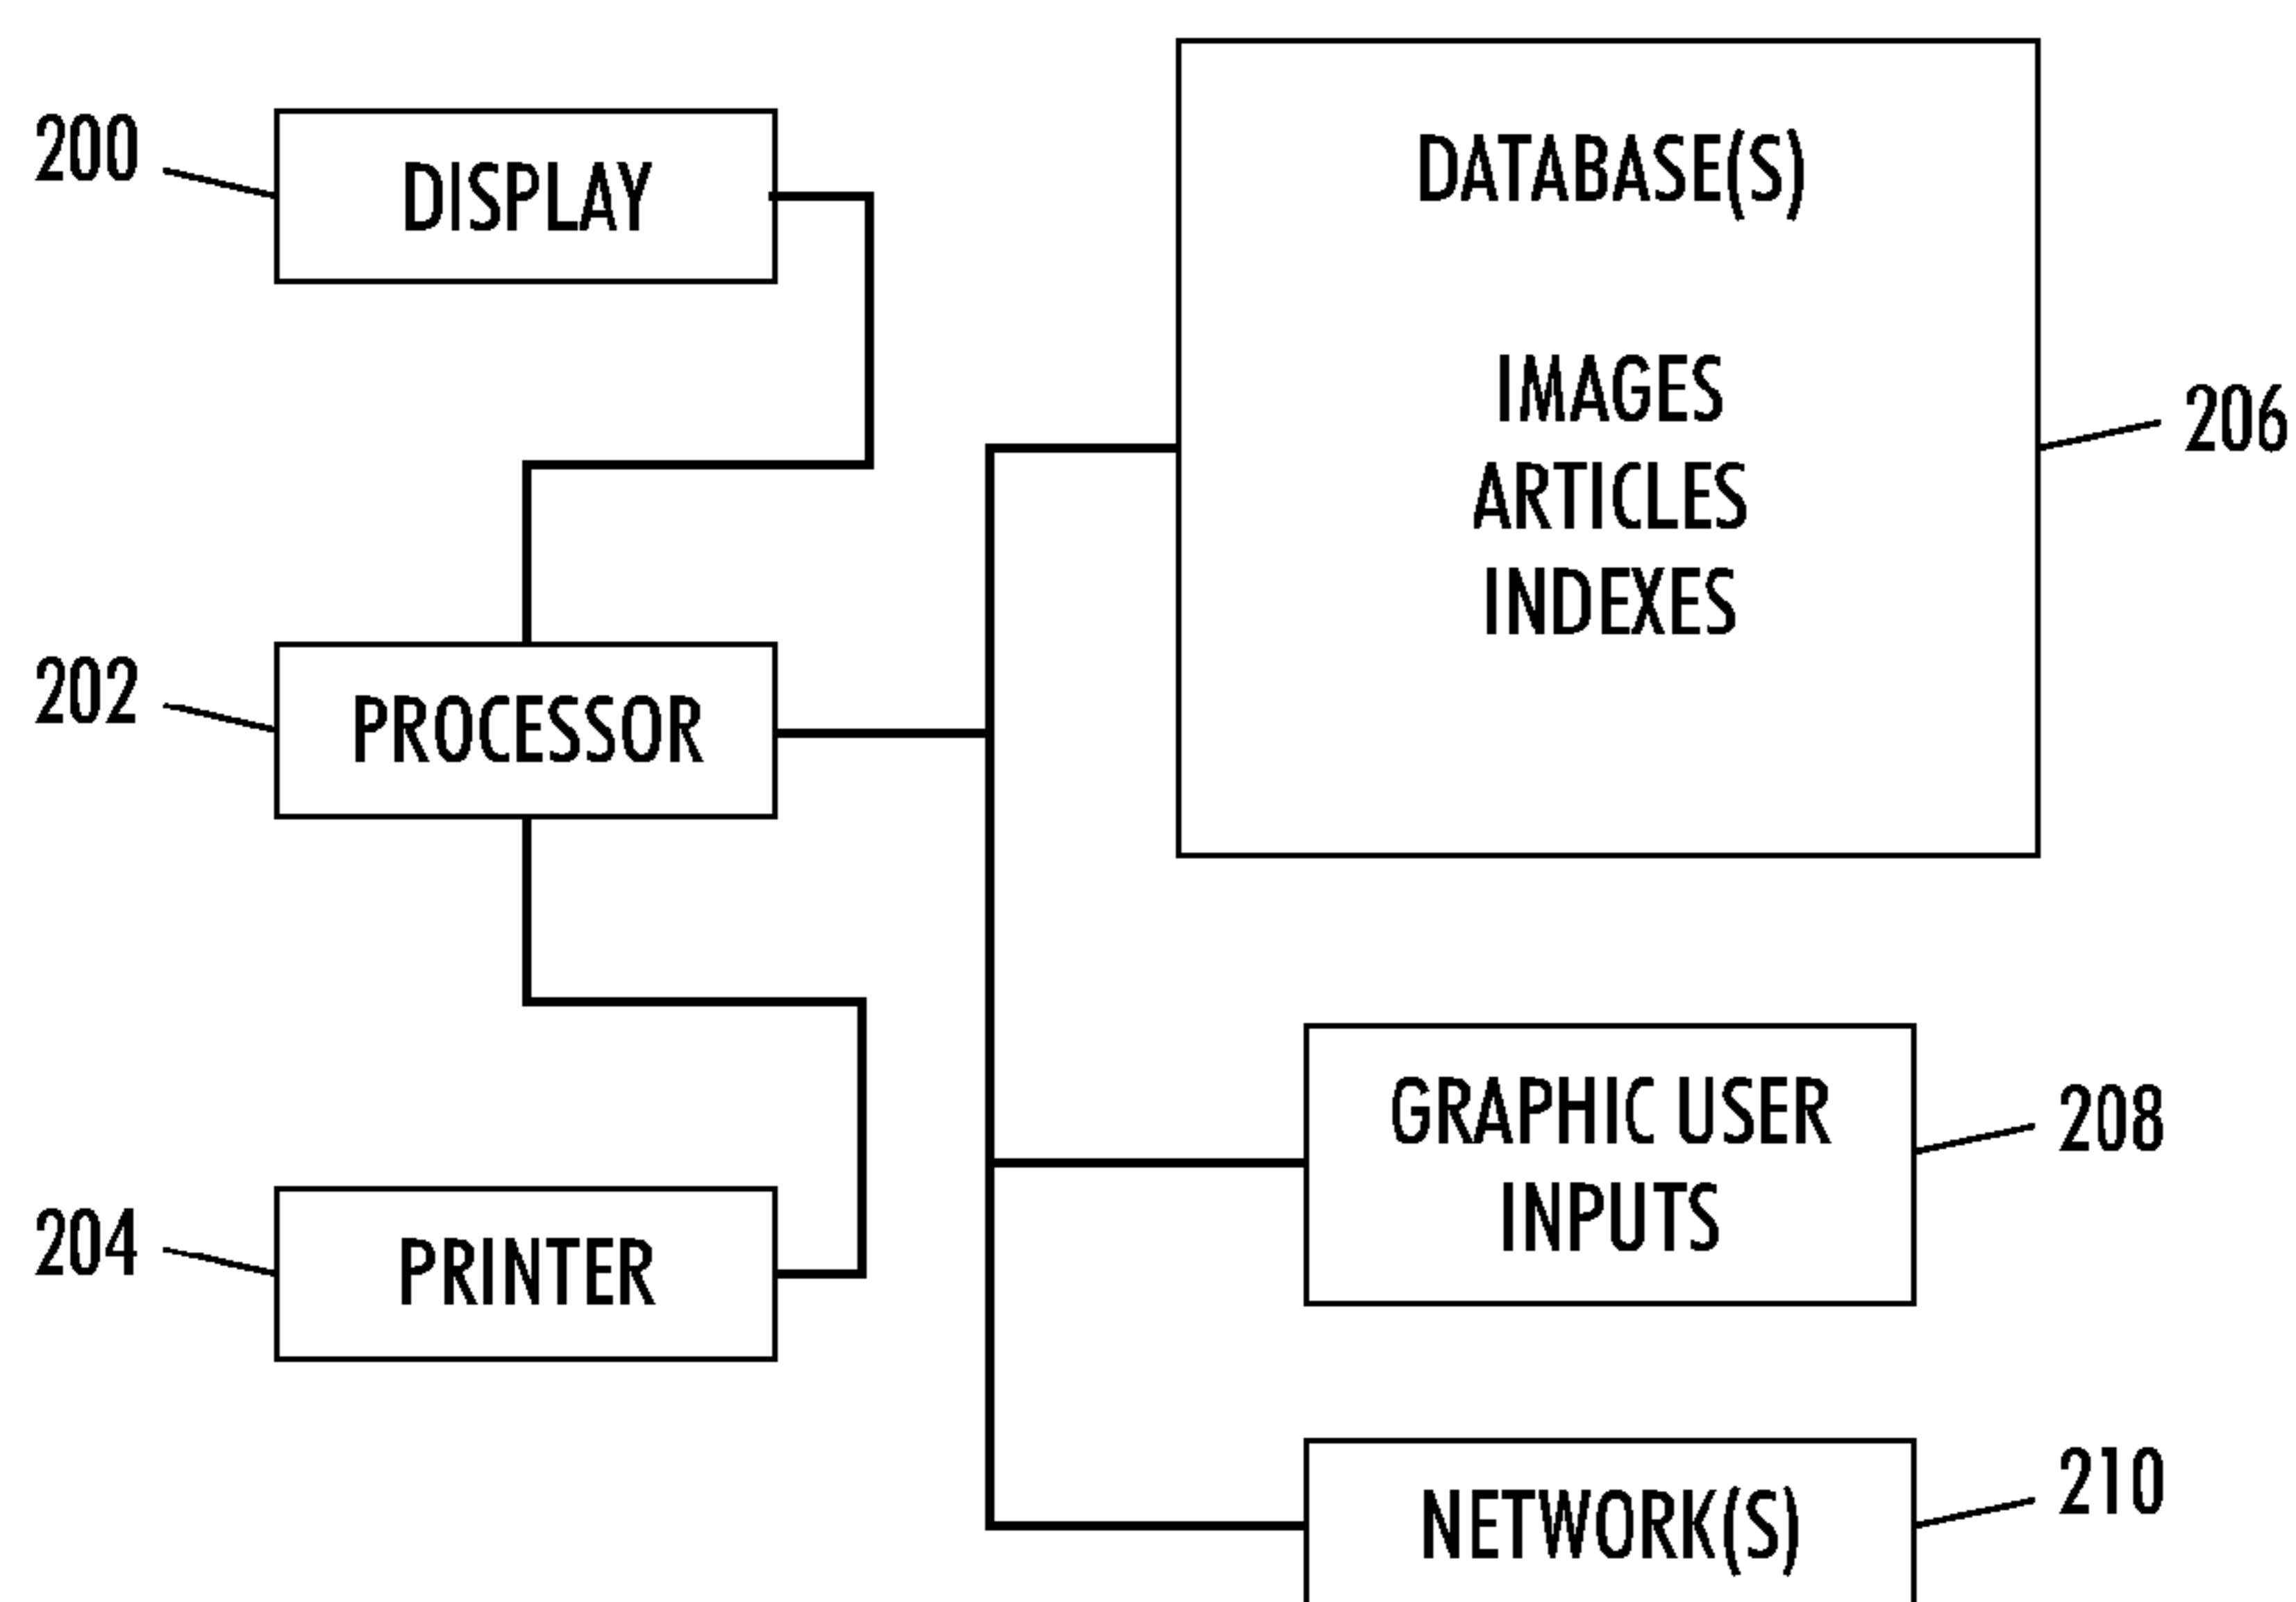 200
DISPLAY
202
PROCESSOR
204
PRINTER
DATABASE(S)
IMAGES
ARTICLES
INDEXES
206
GRAPHIC USER
INPUTS
208
NETWORK(S)
210